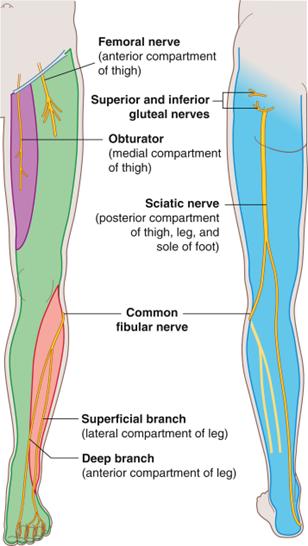 Femoral nerve
(anterior compartment
of thigh)
Superior and inferior
gluteal nerves
Obturator
(medial compartment
of thigh)
Sciatic nerve
(posterior compartment
of thigh, leg, and
sole of foot)
Common
fibular nerve
Superficial branch
(lateral compartment of leg)
Deep branch
(anterior compartment of leg)